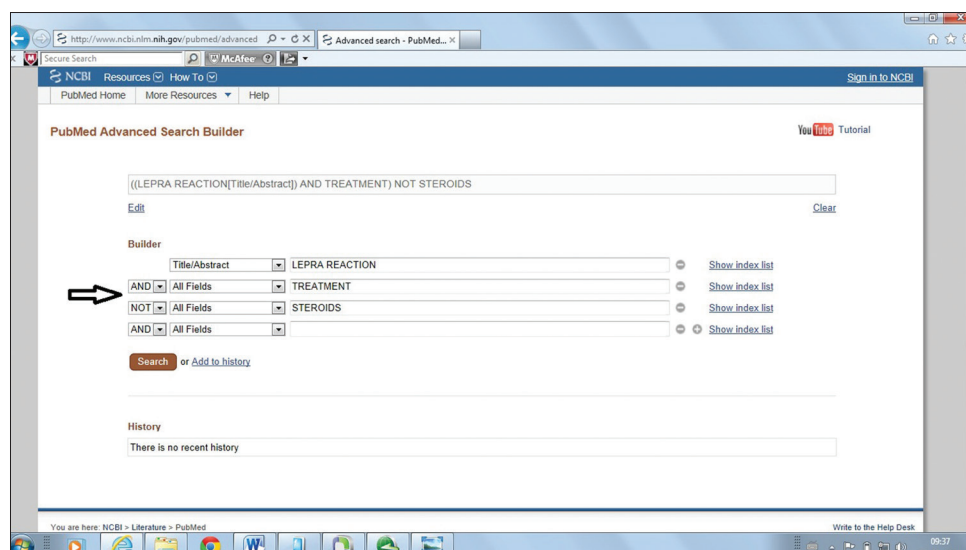 http://www.ncbi.nlm.nih.gov/pubmed/advanced Advanced search - PubMed...
Secure Search McAfee
NCBI Resources How To Sign in to NCBI
PubMed Home More Resources Help
PubMed Advanced Search Builder You Tube Tutorial
((LEPRA REACTION[Title/Abstract]) AND TREATMENT) NOT STEROIDS
Edit Clear
Builder
Title/Abstract LEPRA REACTION Show index list
AND All Fields TREATMENT Show index list
NOT All Fields STEROIDS Show index list
AND All Fields Show index list
Search or Add to history
History
There is no recent history
You are here: NCBI > Literature > PubMed Write to the Help Desk
09:37